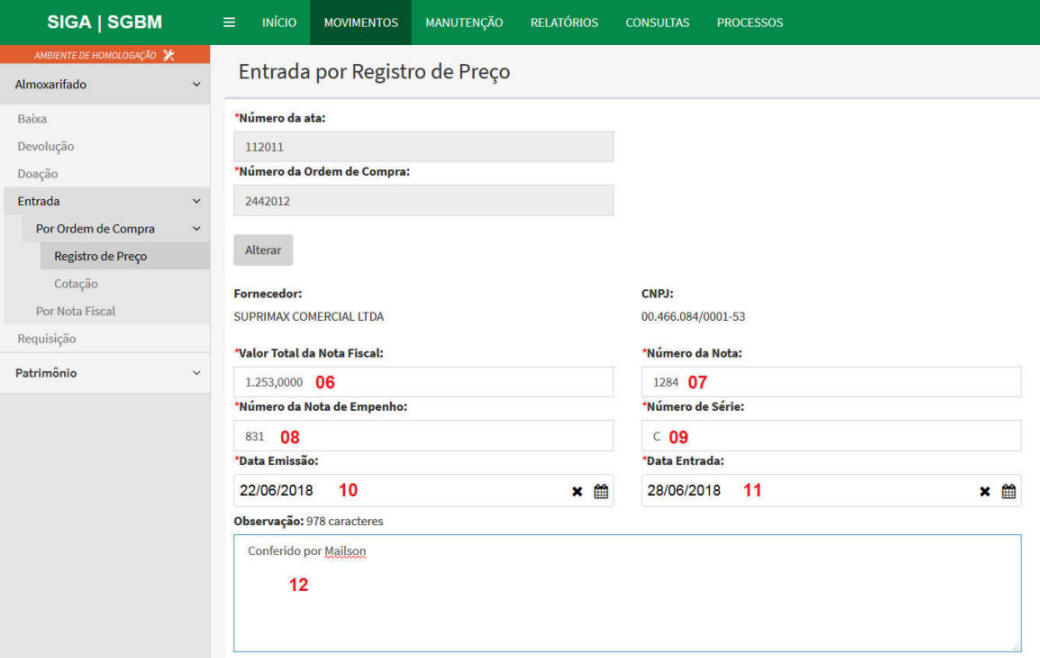 SIGA | SGBM
INÍCIO MOVIMENTOS MANUTENÇÃO RELATÓRIOS CONSULTAS PROCESSOS
AMBIENTE DE HOMOLOGAÇÃO
Almoxarifado
Baixa
Devolução
Doação
Entrada
Por Ordem de Compra
Registro de Preço
Cotação
Por Nota Fiscal
Requisição
Patrimônio
Entrada por Registro de Preço
*Número da ata:
112011
*Número da Ordem de Compra:
2442012
Alterar
Fornecedor: CNPJ:
SUPRIMAX COMERCIAL LTDA 00.466.084/0001-53
*Valor Total da Nota Fiscal: *Número da Nota:
1.253,0000 06 1284 07
*Número da Nota de Empenho: *Número de Série:
831 08 C 09
*Data Emissão: *Data Entrada:
22/06/2018 10 28/06/2018 11
Observação: 978 caracteres
Conferido por Mailson
12